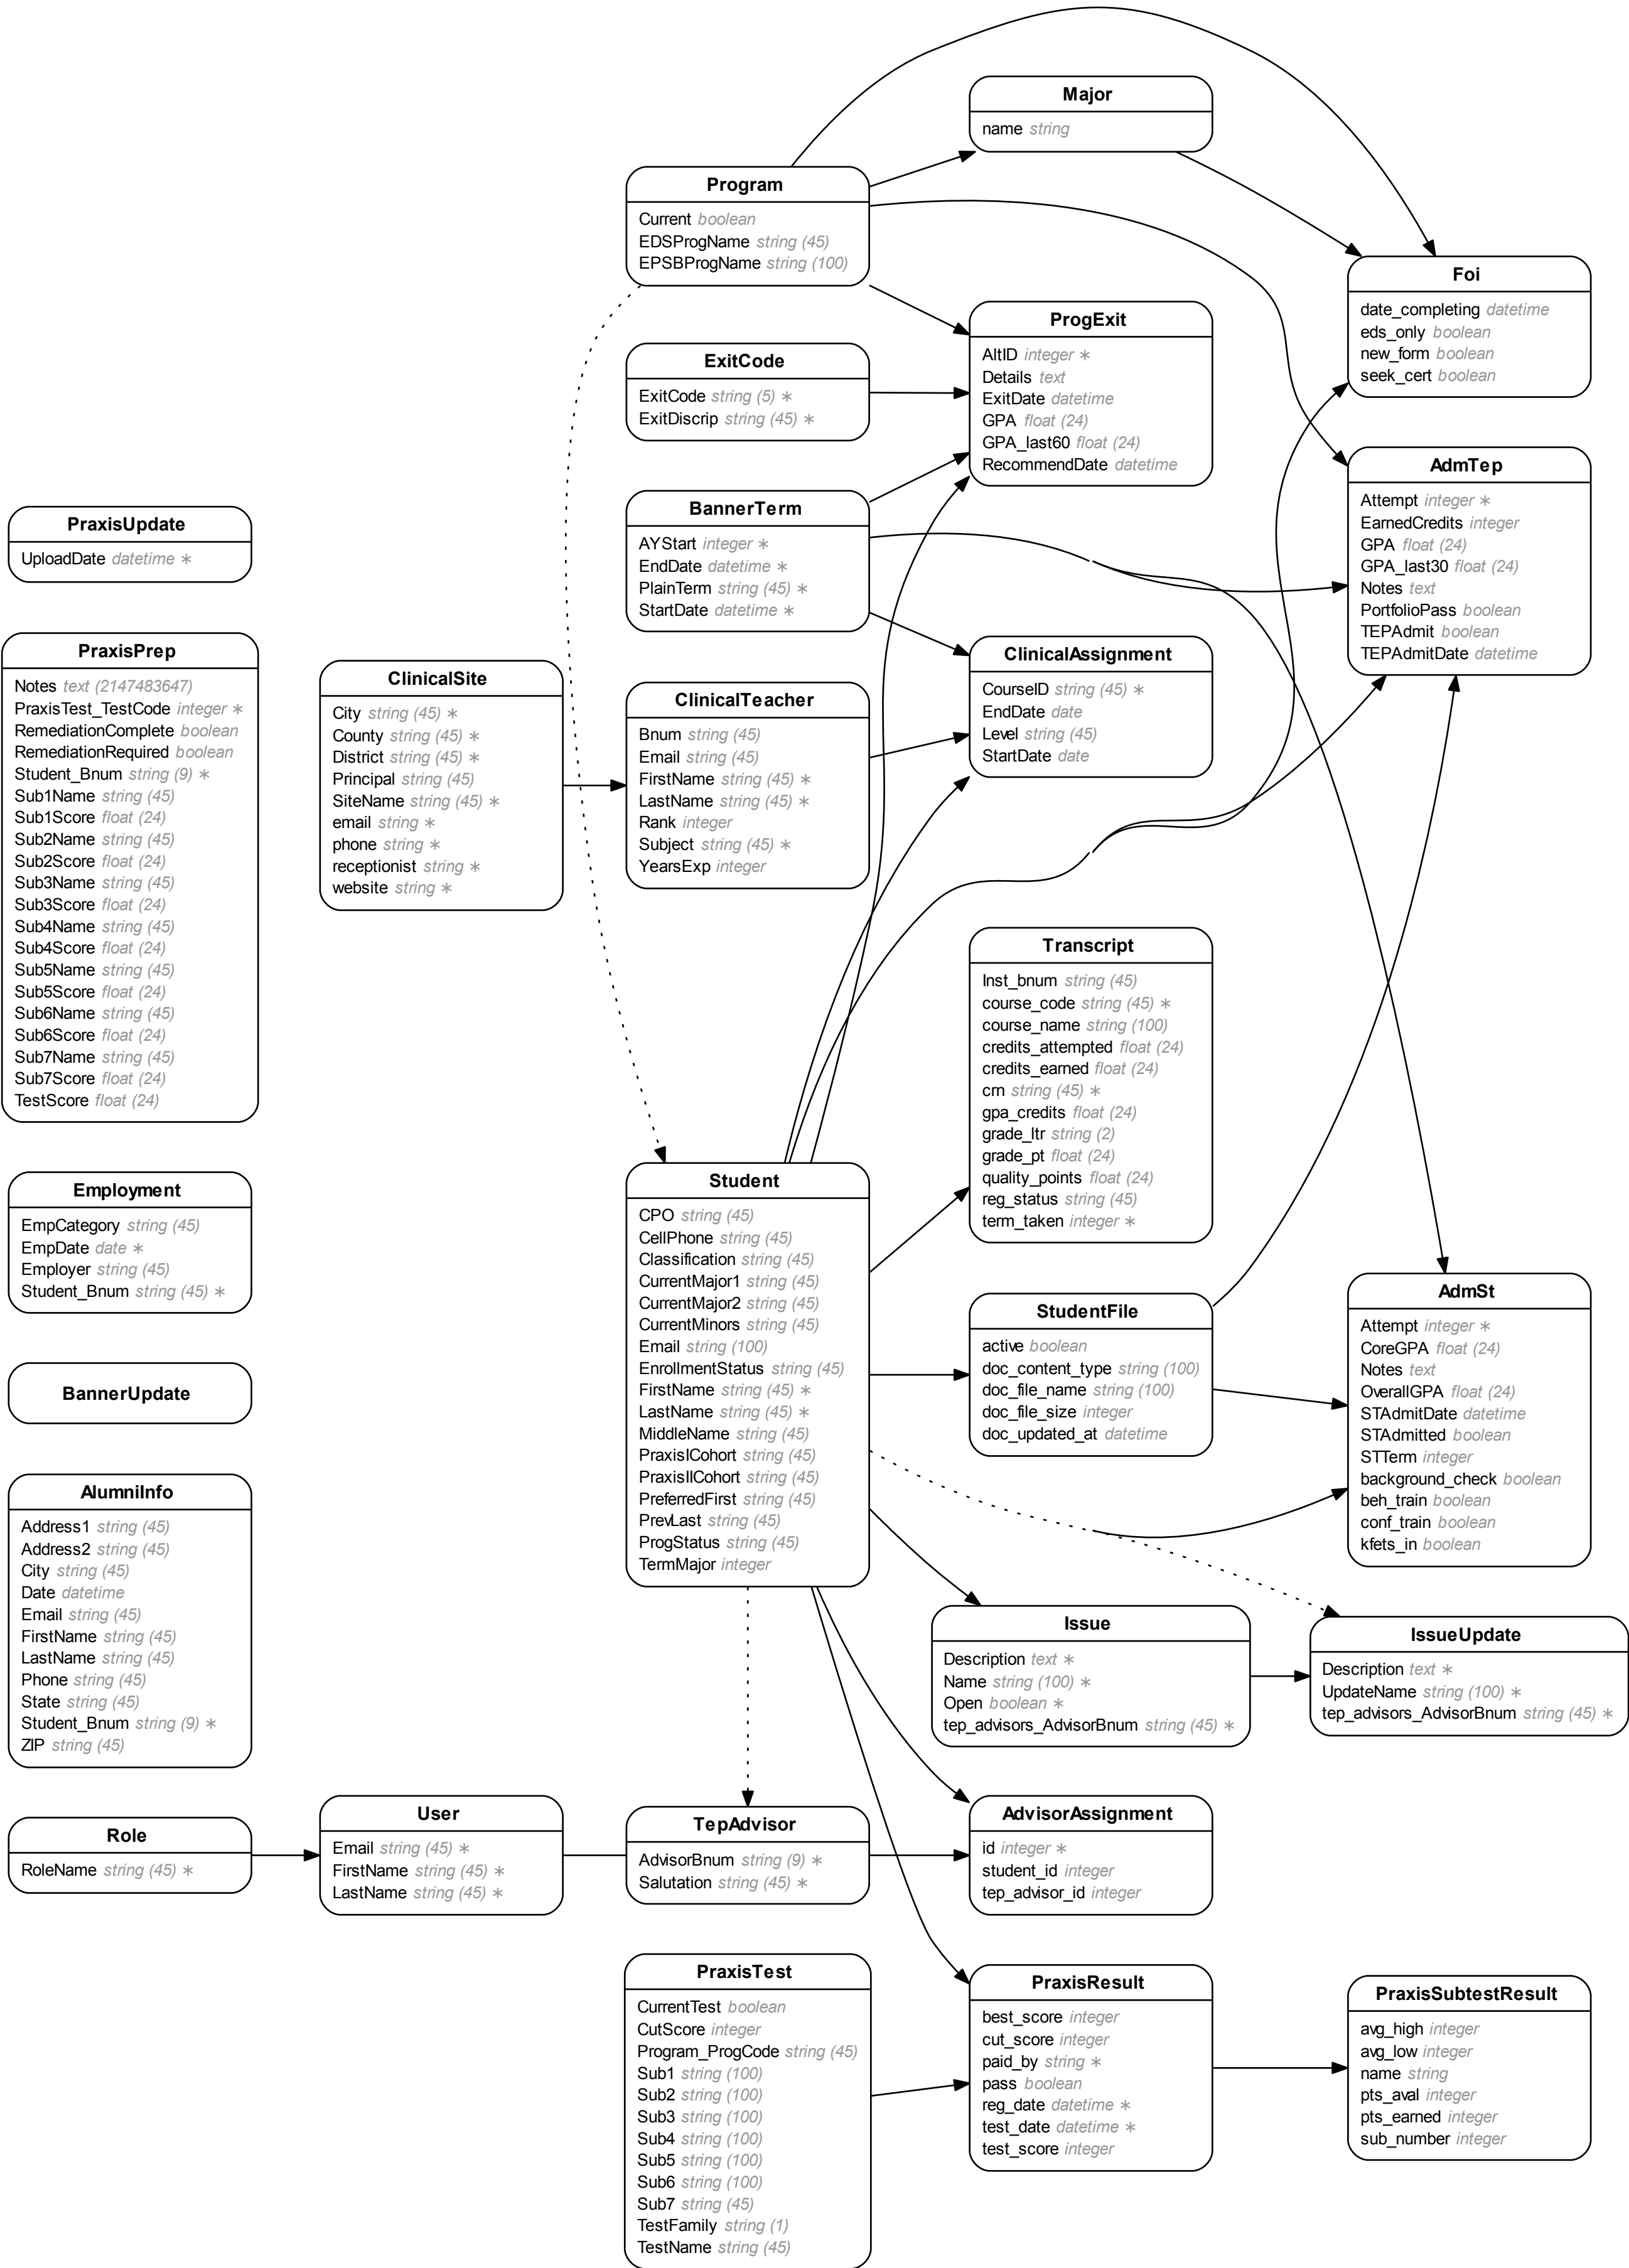 Major
name string
Program
Current boolean
EDSProgName string (45)
EPSBProgName string (100)
Foi
date_completing datetime
eds_only boolean
new_form boolean
seek_cert boolean
ProgExit
AltID integer ∗
Details text
ExitDate datetime
GPA float (24)
GPA_last60 float (24)
RecommendDate datetime
ExitCode
ExitCode string (5) ∗
ExitDiscrip string (45) ∗
AdmTep
Attempt integer ∗
EarnedCredits integer
GPA float (24)
GPA_last30 float (24)
Notes text
PortfolioPass boolean
TEPAdmit boolean
TEPAdmitDate datetime
BannerTerm
AYStart integer ∗
EndDate datetime ∗
PlainTerm string (45) ∗
StartDate datetime ∗
PraxisUpdate
UploadDate datetime ∗
PraxisPrep
Notes text (2147483647)
PraxisTest_TestCode integer ∗
RemediationComplete boolean
RemediationRequired boolean
Student_Bnum string (9) ∗
Sub1Name string (45)
Sub1Score float (24)
Sub2Name string (45)
Sub2Score float (24)
Sub3Name string (45)
Sub3Score float (24)
Sub4Name string (45)
Sub4Score float (24)
Sub5Name string (45)
Sub5Score float (24)
Sub6Name string (45)
Sub6Score float (24)
Sub7Name string (45)
Sub7Score float (24)
TestScore float (24)
ClinicalSite
City string (45) ∗
County string (45) ∗
District string (45) ∗
Principal string (45)
SiteName string (45) ∗
email string ∗
phone string ∗
receptionist string ∗
website string ∗
ClinicalTeacher
Bnum string (45)
Email string (45)
FirstName string (45) ∗
LastName string (45) ∗
Rank integer
Subject string (45) ∗
YearsExp integer
ClinicalAssignment
CourseID string (45) ∗
EndDate date
Level string (45)
StartDate date
Transcript
Inst_bnum string (45)
course_code string (45) ∗
course_name string (100)
credits_attempted float (24)
credits_earned float (24)
crn string (45) ∗
gpa_credits float (24)
grade_ltr string (2)
grade_pt float (24)
quality_points float (24)
reg_status string (45)
term_taken integer ∗
Employment
EmpCategory string (45)
EmpDate date ∗
Employer string (45)
Student_Bnum string (45) ∗
Student
CPO string (45)
CellPhone string (45)
Classification string (45)
CurrentMajor1 string (45)
CurrentMajor2 string (45)
CurrentMinors string (45)
Email string (100)
EnrollmentStatus string (45)
FirstName string (45) ∗
LastName string (45) ∗
MiddleName string (45)
PraxisICohort string (45)
PraxisIICohort string (45)
PreferredFirst string (45)
PrevLast string (45)
ProgStatus string (45)
TermMajor integer
StudentFile
active boolean
doc_content_type string (100)
doc_file_name string (100)
doc_file_size integer
doc_updated_at datetime
AdmSt
Attempt integer ∗
CoreGPA float (24)
Notes text
OverallGPA float (24)
STAdmitDate datetime
STAdmitted boolean
STTerm integer
background_check boolean
beh_train boolean
conf_train boolean
kfets_in boolean
BannerUpdate
AlumniInfo
Address1 string (45)
Address2 string (45)
City string (45)
Date datetime
Email string (45)
FirstName string (45)
LastName string (45)
Phone string (45)
State string (45)
Student_Bnum string (9) ∗
ZIP string (45)
Issue
Description text ∗
Name string (100) ∗
Open boolean ∗
tep_advisors_AdvisorBnum string (45) ∗
IssueUpdate
Description text ∗
UpdateName string (100) ∗
tep_advisors_AdvisorBnum string (45) ∗
Role
RoleName string (45) ∗
User
Email string (45) ∗
FirstName string (45) ∗
LastName string (45) ∗
TepAdvisor
AdvisorBnum string (9) ∗
Salutation string (45) ∗
AdvisorAssignment
id integer ∗
student_id integer
tep_advisor_id integer
PraxisTest
CurrentTest boolean
CutScore integer
Program_ProgCode string (45)
Sub1 string (100)
Sub2 string (100)
Sub3 string (100)
Sub4 string (100)
Sub5 string (100)
Sub6 string (100)
Sub7 string (45)
TestFamily string (1)
TestName string (45)
PraxisResult
best_score integer
cut_score integer
paid_by string ∗
pass boolean
reg_date datetime ∗
test_date datetime ∗
test_score integer
PraxisSubtestResult
avg_high integer
avg_low integer
name string
pts_aval integer
pts_earned integer
sub_number integer